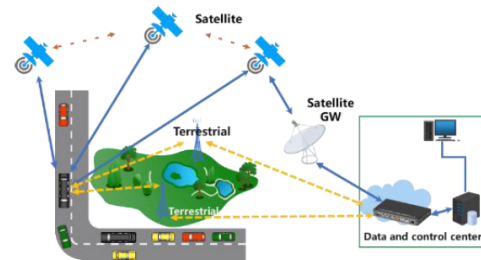 Satellite
Satellite
GW
Terrestrial
Terrestrial
Data and control center